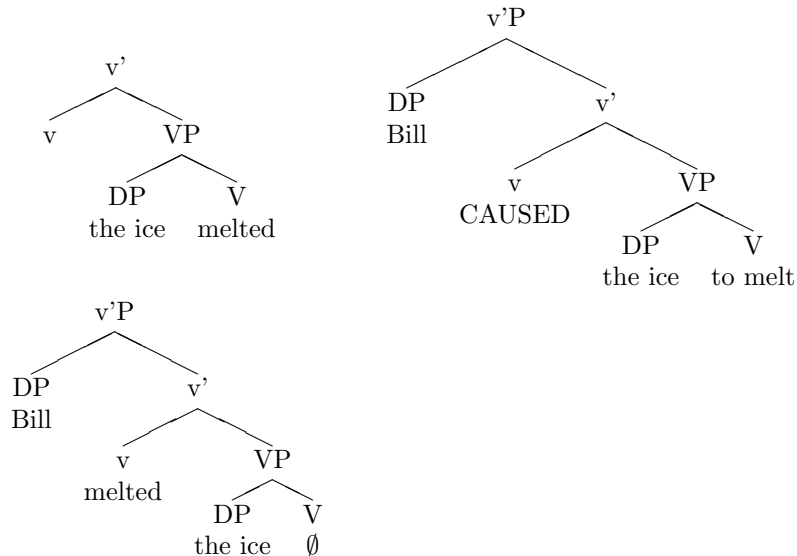 v'
v VP
DP V
the ice melted
v'P
DP v'
Bill
v VP
CAUSED
DP V
the ice to melt
v'P
DP v'
Bill
v VP
melted
DP V
the ice ∅